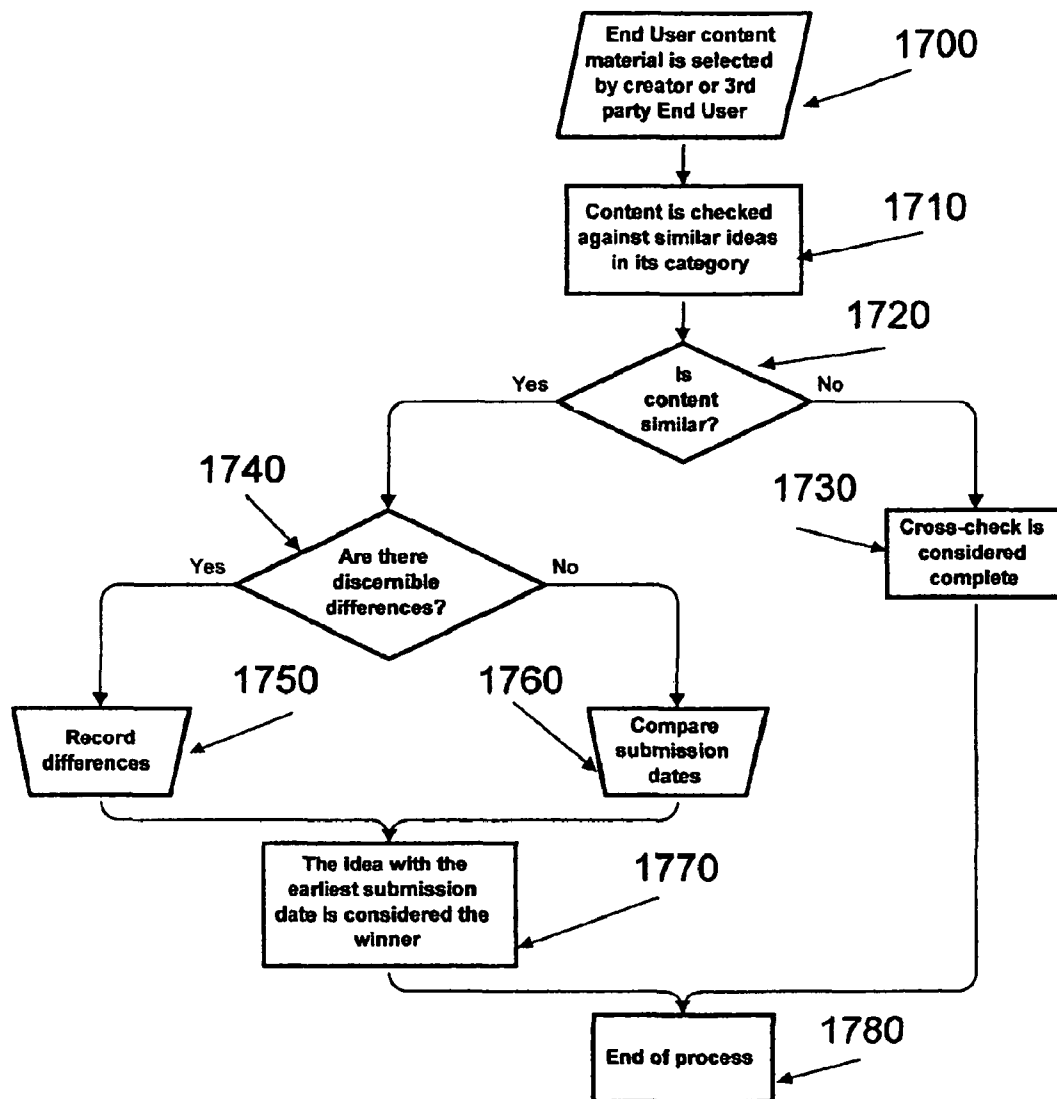 End User content
material is selected
by creator or 3rd
party End User
1700
Content is checked
against similar ideas
in its category
1710
1720
Is
content
similar?
Yes
No
1740
1730
Are there
discernible
differences?
Yes
No
Cross-check is
considered
complete
1750
1760
Record
differences
Compare
submission
dates
The idea with the
earliest submission
date is considered the
winner
1770
End of process
1780